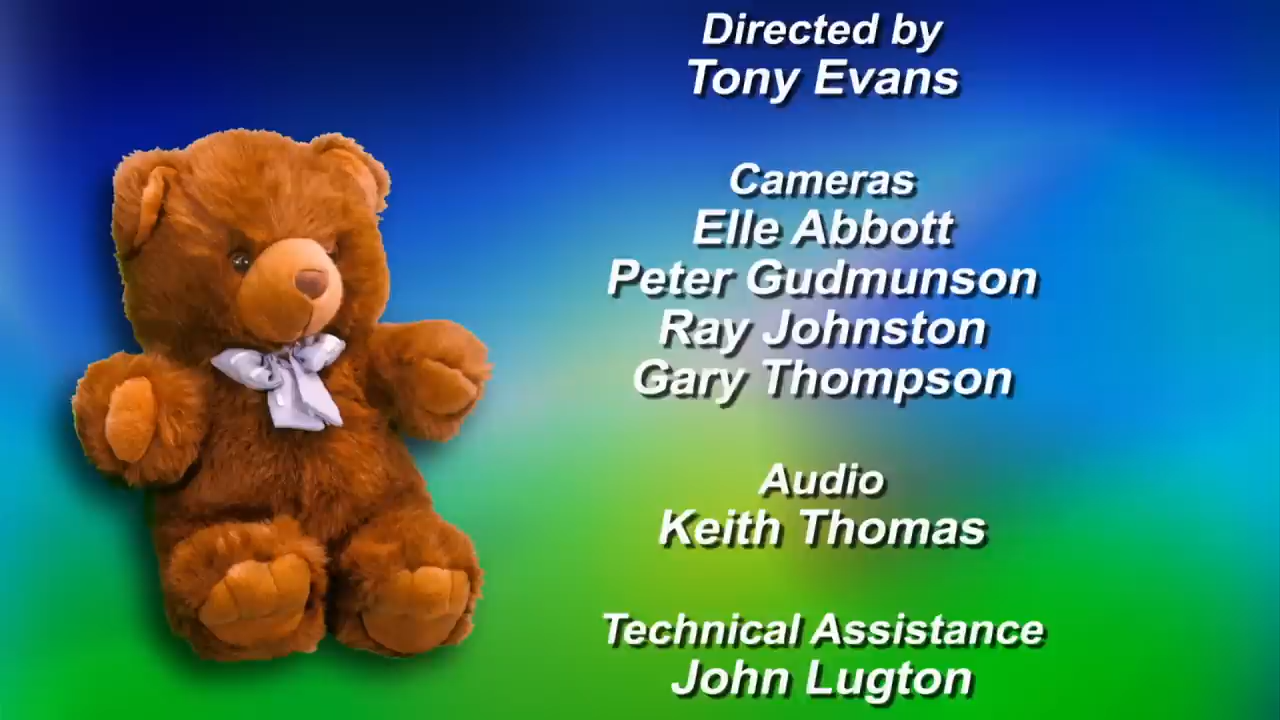 Directed by
Tony Evans
Cameras
Elle Abbott
Peter Gudmunson
Ray Johnston
Gary Thompson
Audio
Keith Thomas
Technical Assistance
John Lugton